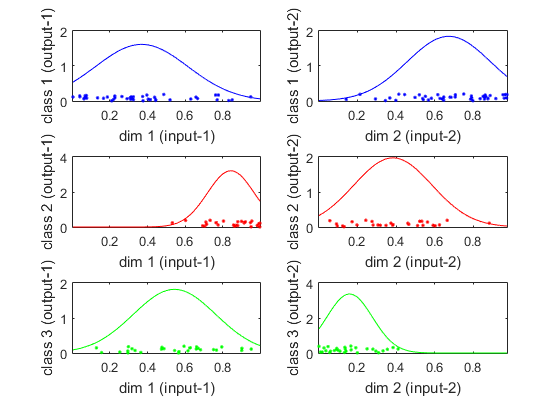 class 1 (output-1)
2
1
0
0.2 0.4 0.6 0.8
dim 1 (input-1)
class 1 (output-2)
2
1
0
0.2 0.4 0.6 0.8
dim 2 (input-2)
class 2 (output-1)
4
2
0
0.2 0.4 0.6 0.8
dim 1 (input-1)
class 2 (output-2)
2
1
0
0.2 0.4 0.6 0.8
dim 2 (input-2)
class 3 (output-1)
2
1
0
0.2 0.4 0.6 0.8
dim 1 (input-1)
class 3 (output-2)
4
2
0
0.2 0.4 0.6 0.8
dim 2 (input-2)